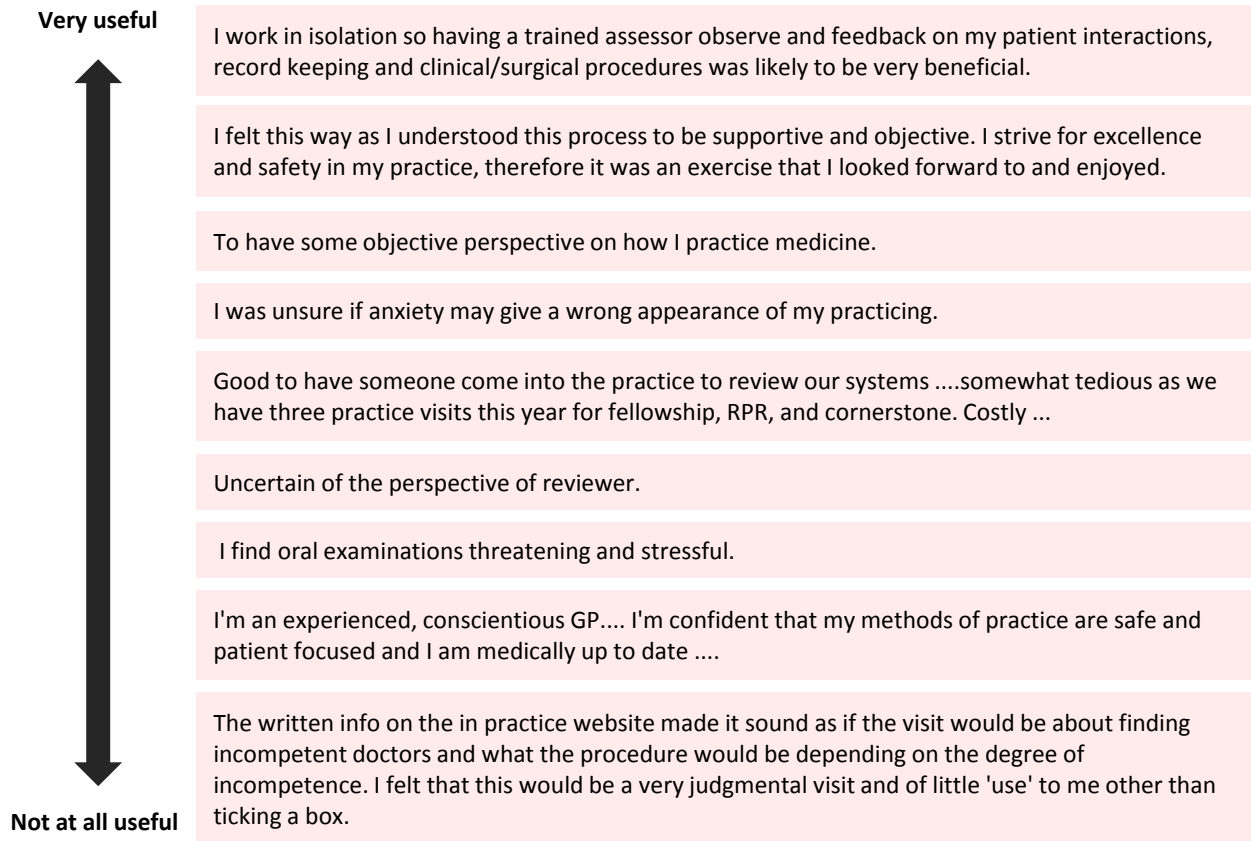 Very useful
I work in isolation so having a trained assessor observe and feedback on my patient interactions,
record keeping and clinical/surgical procedures was likely to be very beneficial.
I felt this way as I understood this process to be supportive and objective. I strive for excellence
and safety in my practice, therefore it was an exercise that I looked forward to and enjoyed.
To have some objective perspective on how I practice medicine.
I was unsure if anxiety may give a wrong appearance of my practicing.
Good to have someone come into the practice to review our systems ....somewhat tedious as we
have three practice visits this year for fellowship, RPR, and cornerstone. Costly ...
Uncertain of the perspective of reviewer.
I find oral examinations threatening and stressful.
I'm an experienced, conscientious GP.... I'm confident that my methods of practice are safe and
patient focused and I am medically up to date ....
The written info on the in practice website made it sound as if the visit would be about finding
incompetent doctors and what the procedure would be depending on the degree of
incompetence. I felt that this would be a very judgmental visit and of little 'use' to me other than
ticking a box.
Not at all useful